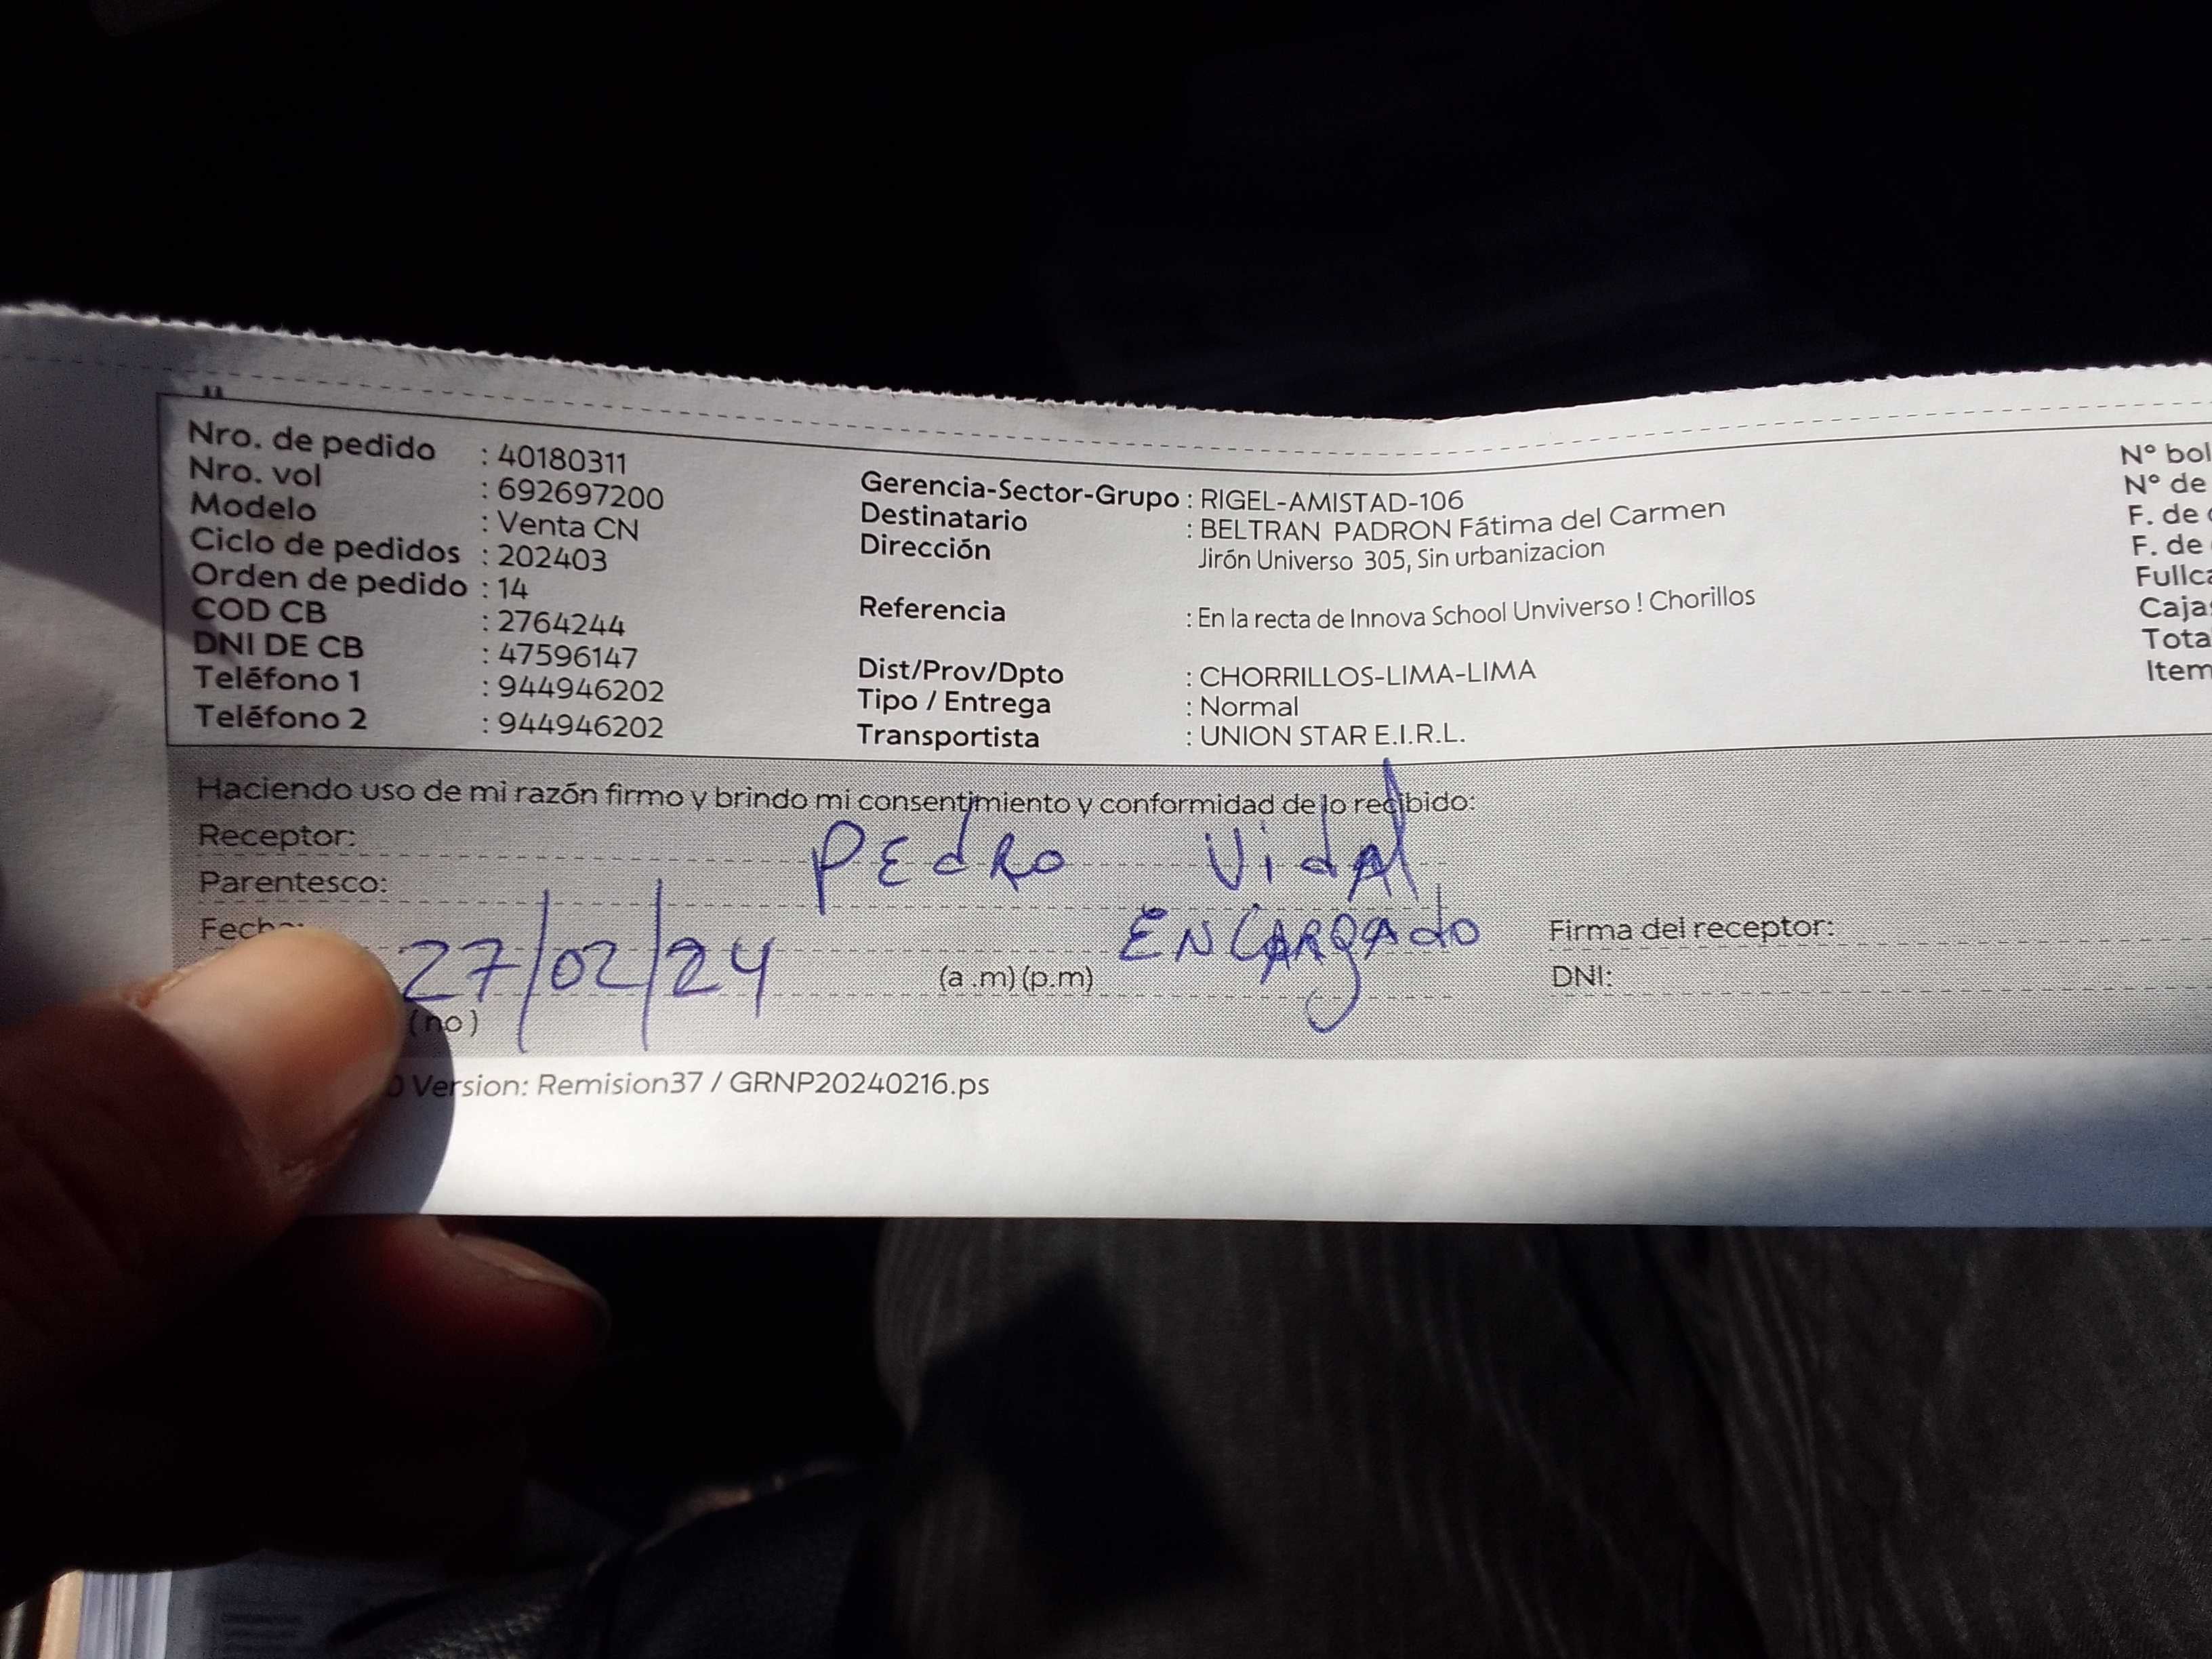 Nro. de pedido : 40180311
Nro. vol : 692697200
Modelo : Venta CN
Ciclo de pedidos : 202403
Orden de pedido : 14
COD CB : 2764244
DNI DE CB : 47596147
Teléfono 1 : 944946202
Teléfono 2 : 944946202
Gerencia-Sector-Grupo : RIGEL-AMISTAD-106
Destinatario : BELTRAN PADRON Fátima del Carmen
Dirección Jirón Universo 305, Sin urbanizacion
Referencia : En la recta de Innova School Unviverso ! Chorillos
Dist/Prov/Dpto : CHORRILLOS-LIMA-LIMA
Tipo / Entrega : Normal
Transportista : UNION STAR E.I.R.L.
N° bol
N° de
F. de
F. de
Fullca
Cajas
Tota
Item
Haciendo uso de mi razón firmo y brindo mi consentimiento y conformidad de lo recibido:
Receptor: PEdRo VidAl
Parentesco: ENCARgAdo
Fecha: 27/02/24 (a .m) (p.m)
Firma del receptor:
DNI:
(no)
Version: Remision37 / GRNP20240216.ps